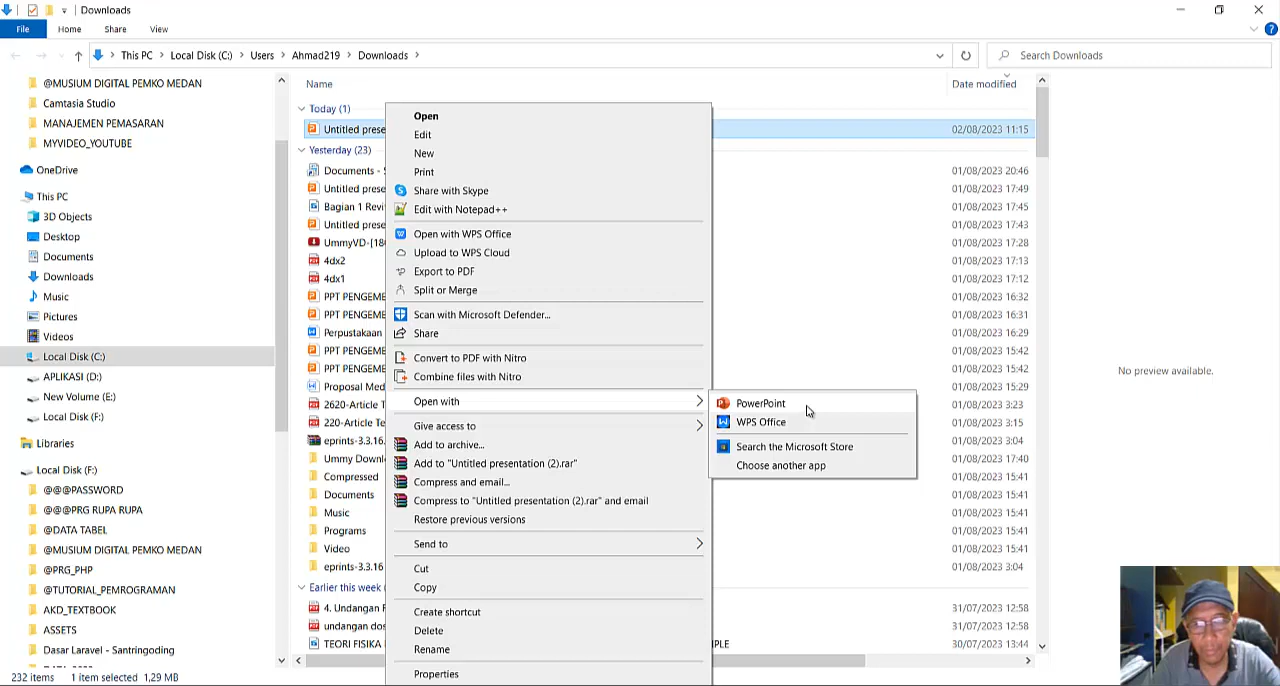 Downloads
File Home Share View
This PC Local Disk (C:) Users Ahmad219 Downloads
Search Downloads
@MUSIUM DIGITAL PEMKO MEDAN
Camtasia Studio
MANAJEMEN PEMASARAN
MYVIDEO_YOUTUBE
OneDrive
This PC
3D Objects
Desktop
Documents
Downloads
Music
Pictures
Videos
Local Disk (C:)
APLIKASI (D:)
New Volume (E:)
Local Disk (F:)
Libraries
Local Disk (F:)
@@@PASSWORD
@@@PRG RUPA RUPA
@DATA TABEL
@MUSIUM DIGITAL PEMKO MEDAN
@PRG_PHP
@TUTORIAL_PEMROGRAMAN
AKD_TEXTBOOK
ASSETS
Dasar Laravel - Santringoding
Name Date modified
Today (1)
Untitled prese 02/08/2023 11:15
Yesterday (23)
Documents - 01/08/2023 20:46
Untitled prese 01/08/2023 17:49
Bagian 1 Revi 01/08/2023 17:45
Untitled prese 01/08/2023 17:43
UmmyVD-[18 01/08/2023 17:28
4dx2 01/08/2023 17:13
4dx1 01/08/2023 17:12
PPT PENGEME 01/08/2023 16:32
PPT PENGEME 01/08/2023 16:31
Perpustakaan 01/08/2023 16:29
PPT PENGEME 01/08/2023 15:42
PPT PENGEME 01/08/2023 15:42
Proposal Med 01/08/2023 15:29
2620-Article T 01/08/2023 3:23
220-Article T 01/08/2023 3:15
eprints-3.3.16. 01/08/2023 3:04
Ummy Downl 01/08/2023 17:40
Compressed 01/08/2023 15:41
Documents 01/08/2023 15:41
Music 01/08/2023 15:41
Programs 01/08/2023 15:41
Video 01/08/2023 15:41
eprints-3.3.16 01/08/2023 3:04
Earlier this week
4. Undangan F 31/07/2023 12:58
undangan dos 31/07/2023 12:58
TEORI FISIKA PLE 30/07/2023 13:44
Open
Edit
New
Print
Share with Skype
Edit with Notepad++
Open with WPS Office
Upload to WPS Cloud
Export to PDF
Split or Merge
Scan with Microsoft Defender...
Share
Convert to PDF with Nitro
Combine files with Nitro
Open with
Give access to
Add to archive...
Add to "Untitled presentation (2).rar"
Compress and email...
Compress to "Untitled presentation (2).rar" and email
Restore previous versions
Send to
Cut
Copy
Create shortcut
Delete
Rename
Properties
PowerPoint
WPS Office
Search the Microsoft Store
Choose another app
No preview available.
232 items 1 item selected 1,29 MB